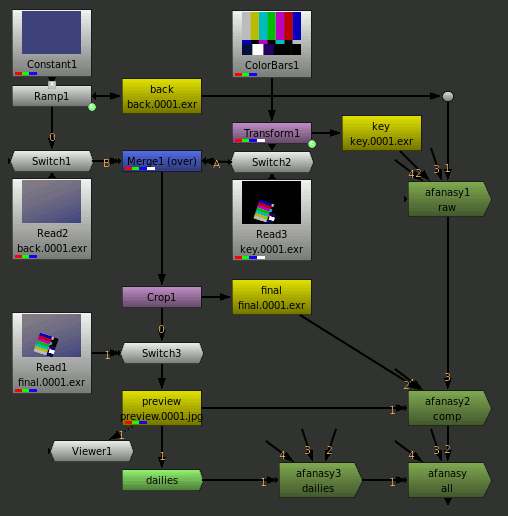 Constant1
ColorBars1
Ramp1
back
back.0001.exr
0
Transform1
key
key.0001.exr
Switch1
B
Merge1 (over)
A
Switch2
4
2
3
1
afanasy1
raw
Read2
back.0001.exr
Read3
key.0001.exr
Crop1
final
final.0001.exr
0
Read1
final.0001.exr
1
Switch3
3
2
preview
preview.0001.jpg
1
afanasy2
comp
1
Viewer1
1
4
3
2
4
3
2
dailies
1
afanasy3
dailies
1
afanasy
all